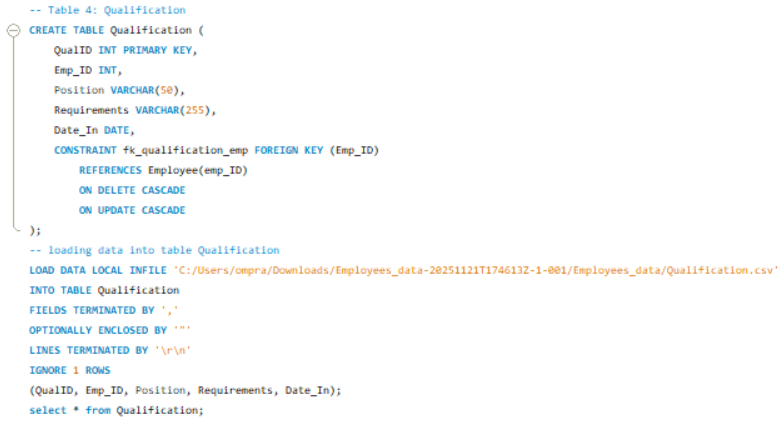 -- Table 4: Qualification
CREATE TABLE Qualification (
QualID INT PRIMARY KEY,
Emp_ID INT,
Position VARCHAR(50),
Requirements VARCHAR(255),
Date_In DATE,
CONSTRAINT fk_qualification_emp FOREIGN KEY (Emp_ID)
REFERENCES Employee(emp_ID)
ON DELETE CASCADE
ON UPDATE CASCADE
);
-- loading data into table Qualification
LOAD DATA LOCAL INFILE 'C:/Users/ompra/Downloads/Employees_data-20251121T174613Z-1-001/Employees_data/Qualification.csv'
INTO TABLE Qualification
FIELDS TERMINATED BY ','
OPTIONALLY ENCLOSED BY '"'
LINES TERMINATED BY '\r\n'
IGNORE 1 ROWS
(QualID, Emp_ID, Position, Requirements, Date_In);
select * from Qualification;